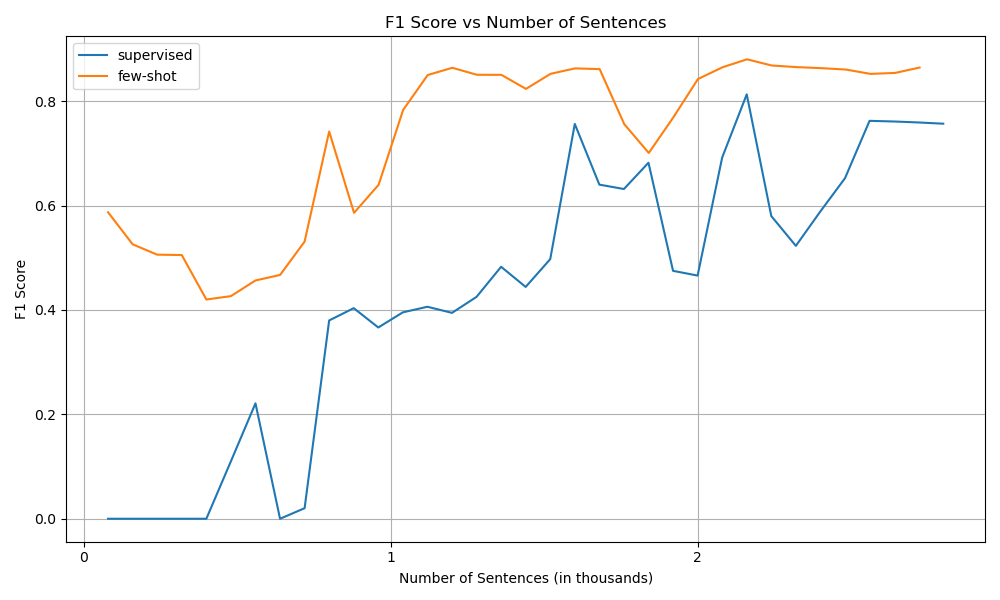 F1 Score vs Number of Sentences
supervised
few-shot
F1 Score
0.8
0.6
0.4
0.2
0.0
0
1
2
Number of Sentences (in thousands)